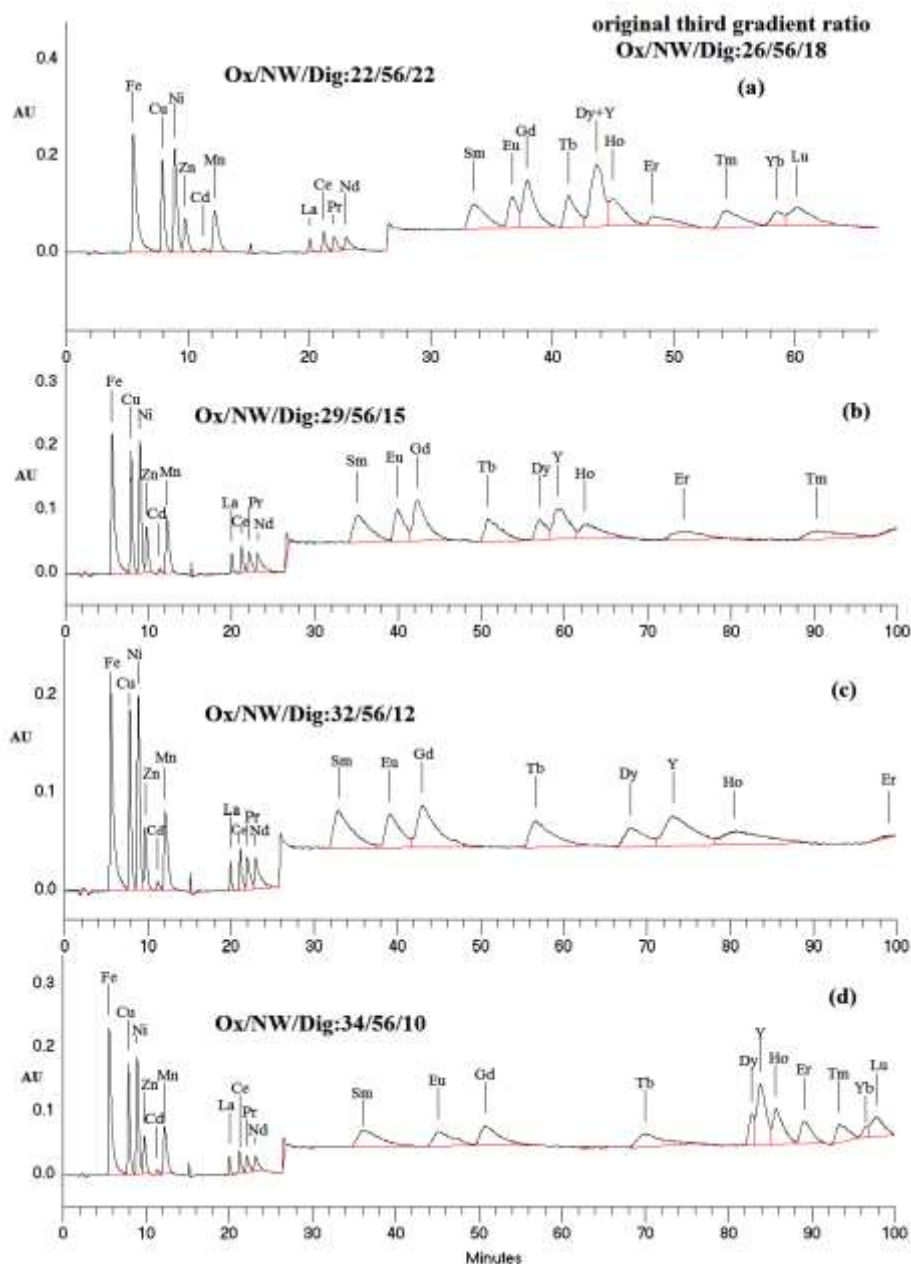 original third gradient ratio
Ox/NW/Dig:26/56/18
(a)
Ox/NW/Dig:22/56/22
0.4
AU
0.2
0.0
Fe
Cu
Ni
Zn
Cd
Mn
La
Ce
Pr
Nd
Sm
Eu
Gd
Tb
Dy+Y
Ho
Er
Tm
Yb
Lu
0 10 20 30 40 50 60
(b)
Ox/NW/Dig:29/56/15
0.3
0.2
AU
0.1
0.0
Fe
Cu
Ni
Zn
Cd
Mn
La
Ce
Pr
Nd
Sm
Eu
Gd
Tb
Dy
Y
Ho
Er
Tm
0 10 20 30 40 50 60 70 80 90 100
(c)
Ox/NW/Dig:32/56/12
0.2
AU
0.1
0.0
Fe
Cu
Ni
Zn
Cd
Mn
La
Ce
Pr
Nd
Sm
Eu
Gd
Tb
Dy
Y
Ho
Er
0 10 20 30 40 50 60 70 80 90 100
(d)
Ox/NW/Dig:34/56/10
0.3
0.2
AU
0.1
0.0
Fe
Cu
Ni
Zn
Cd
Mn
La
Ce
Pr
Nd
Sm
Eu
Gd
Tb
Dy
Y
Ho
Er
Tm
Yb
Lu
0 10 20 30 40 50 60 70 80 90 100
Minutes